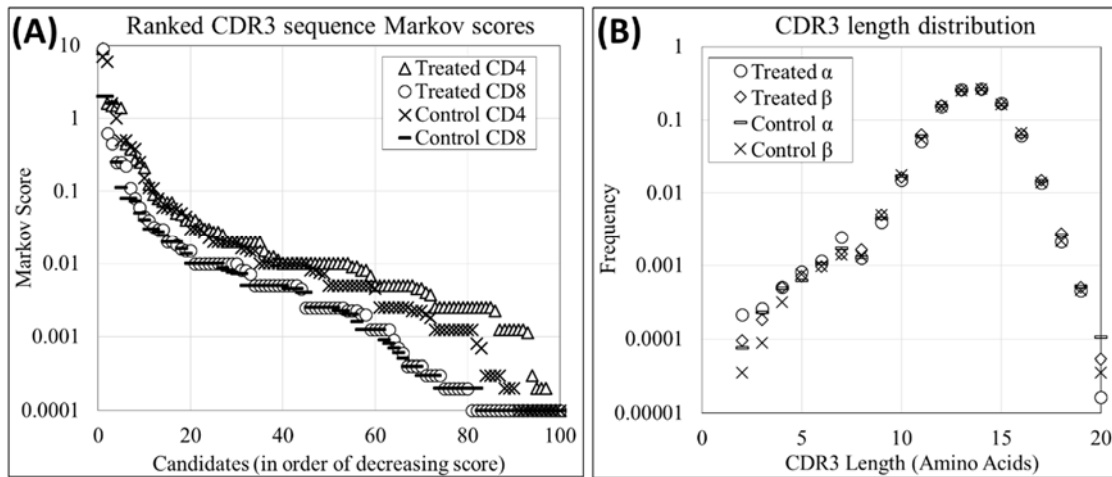 (A)
Ranked CDR3 sequence Markov scores
10
1
0.1
0.01
0.001
0.0001
Markov Score
Treated CD4
Treated CD8
Control CD4
Control CD8
0 20 40 60 80 100
Candidates (in order of decreasing score)
(B)
CDR3 length distribution
1
0.1
0.01
0.001
0.0001
0.00001
Frequency
Treated α
Treated β
Control α
Control β
0 5 10 15 20
CDR3 Length (Amino Acids)